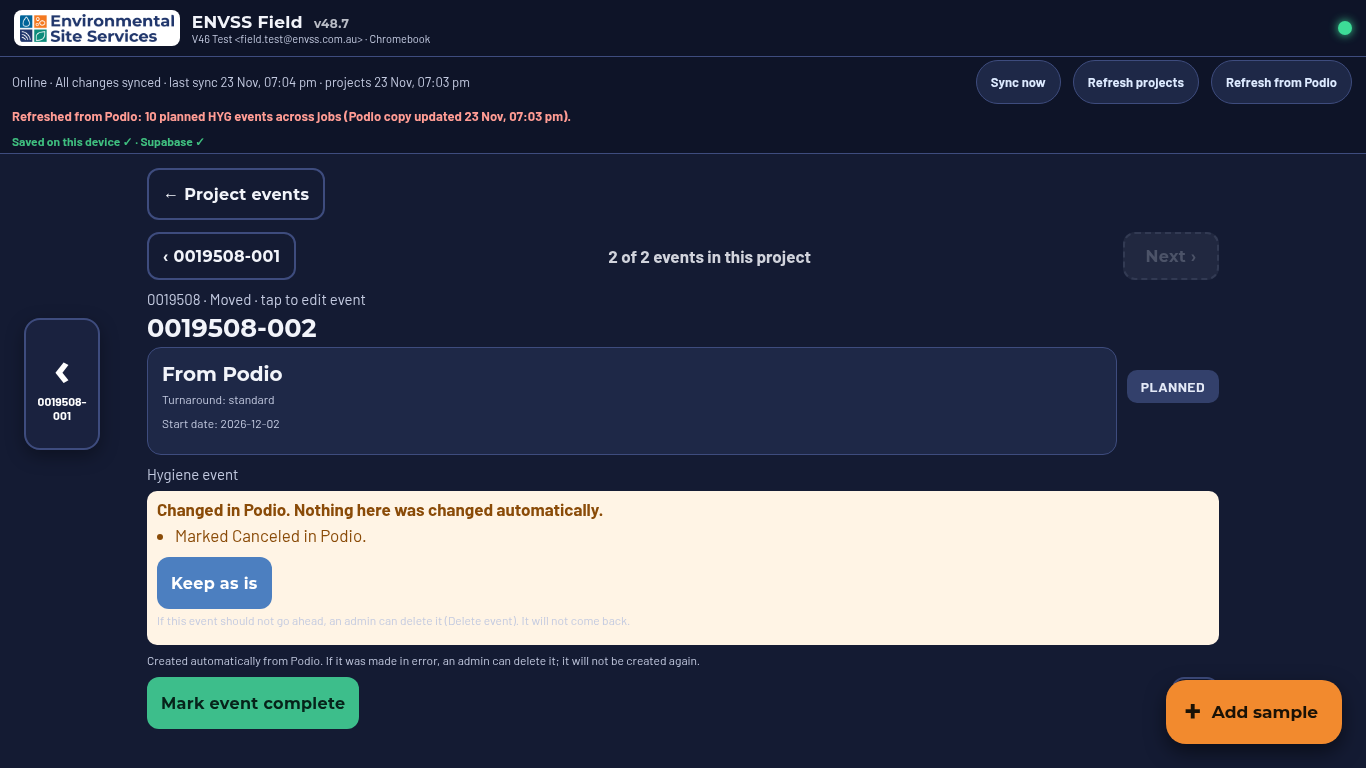 Environmental
Site Services
ENVSS Field v48.7
V46 Test <field.test@envss.com.au> · Chromebook
Online · All changes synced · last sync 23 Nov, 07:04 pm · projects 23 Nov, 07:03 pm
Sync now
Refresh projects
Refresh from Podio
Refreshed from Podio: 10 planned HYG events across jobs (Podio copy updated 23 Nov, 07:03 pm).
Saved on this device ✓ · Supabase ✓
← Project events
‹ 0019508-001
2 of 2 events in this project
Next ›
0019508 · Moved · tap to edit event
0019508-002
‹
0019508-
001
From Podio
Turnaround: standard
Start date: 2026-12-02
PLANNED
Hygiene event
Changed in Podio. Nothing here was changed automatically.
• Marked Canceled in Podio.
Keep as is
If this event should not go ahead, an admin can delete it (Delete event). It will not come back.
Created automatically from Podio. If it was made in error, an admin can delete it; it will not be created again.
Mark event complete
+ Add sample